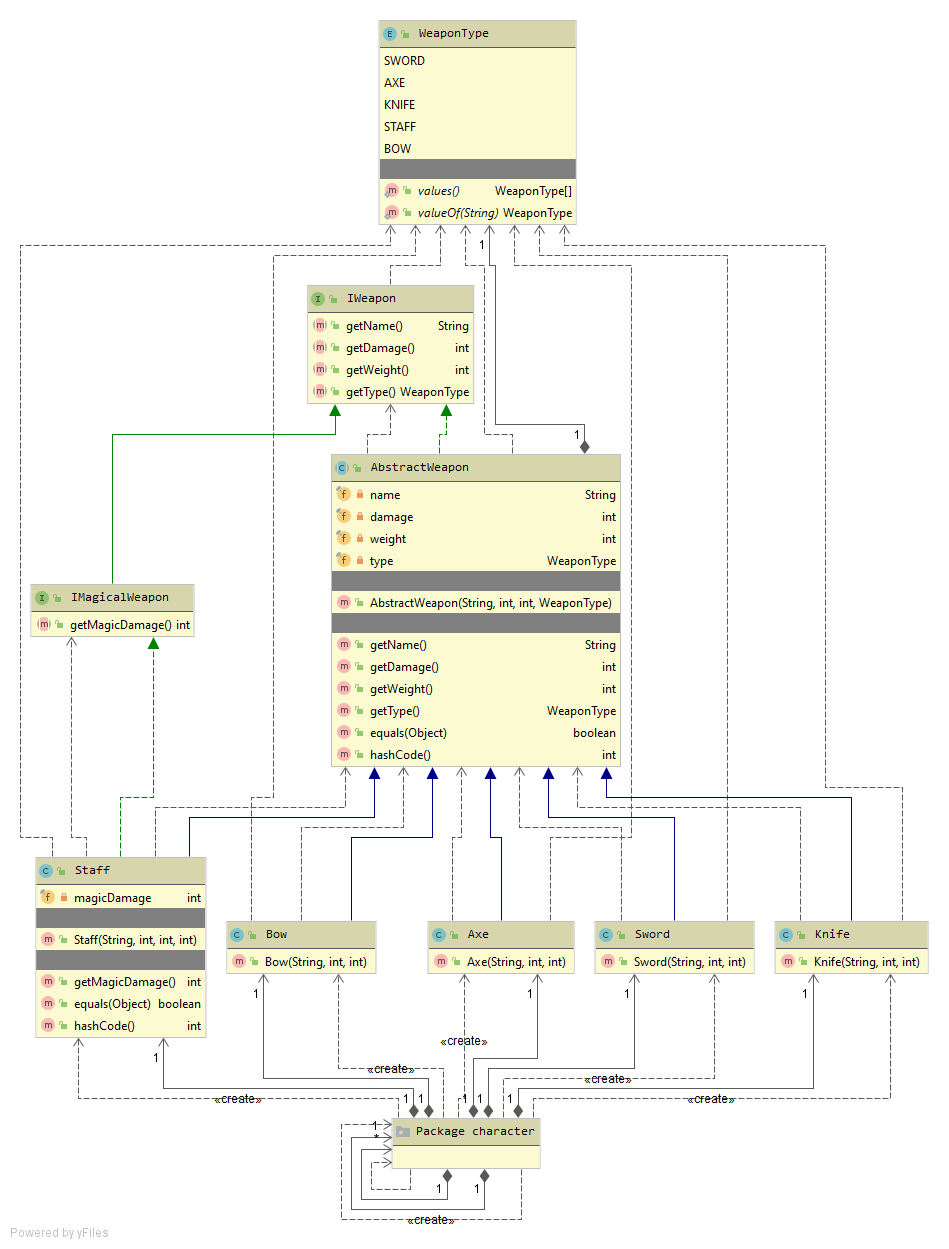 E WeaponType
SWORD
AXE
KNIFE
STAFF
BOW
m values() WeaponType[]
m valueOf(String) WeaponType
1
I IWeapon
(m) getName() String
(m) getDamage() int
(m) getWeight() int
(m) getType() WeaponType
1
(C) AbstractWeapon
f name String
f damage int
f weight int
f type WeaponType
m AbstractWeapon(String, int, int, WeaponType)
m getName() String
m getDamage() int
m getWeight() int
m getType() WeaponType
m equals(Object) boolean
m hashCode() int
I IMagicalWeapon
(m) getMagicDamage() int
C Staff
f magicDamage int
m Staff(String, int, int, int)
m getMagicDamage() int
m equals(Object) boolean
m hashCode() int
C Bow
m Bow(String, int, int)
C Axe
m Axe(String, int, int)
C Sword
m Sword(String, int, int)
C Knife
m Knife(String, int, int)
1 1 1 1
«create»
1
«create»
«create»
«create» 1 1 1 1 1 «create»
1
Package character
*
1 1
«create»
Powered by yFiles